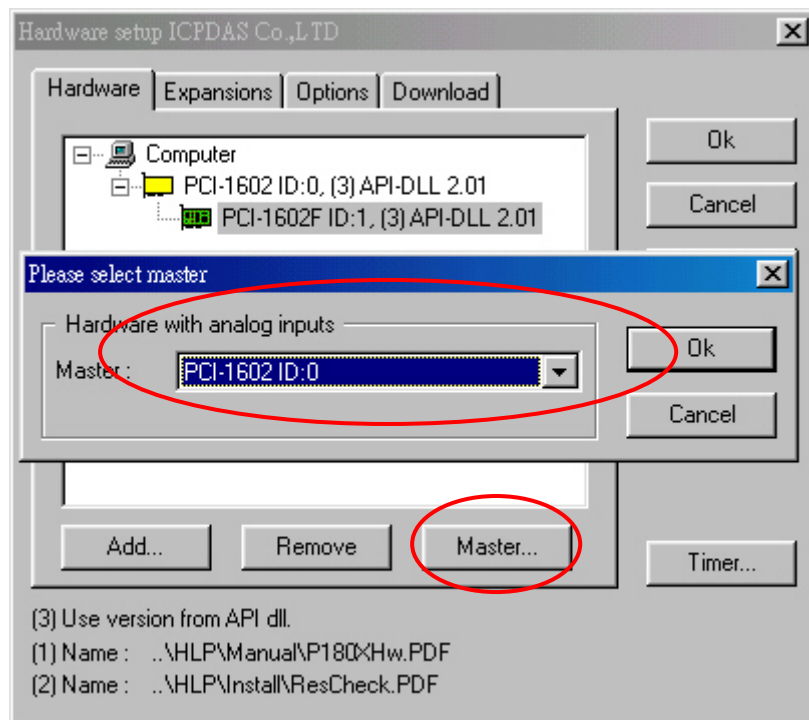 Hardware setup ICPDAS Co.,LTD
Hardware Expansions Options Download
Computer
PCI-1602 ID:0, (3) API-DLL 2.01
PCI-1602F ID:1, (3) API-DLL 2.01
Ok
Cancel
Please select master
Hardware with analog inputs
Master :
PCI-1602 ID:0
Ok
Cancel
Add... Remove Master...
Timer...
(3) Use version from API dll.
(1) Name : ..\HLP\Manual\P180XHw.PDF
(2) Name : ..\HLP\Install\ResCheck.PDF